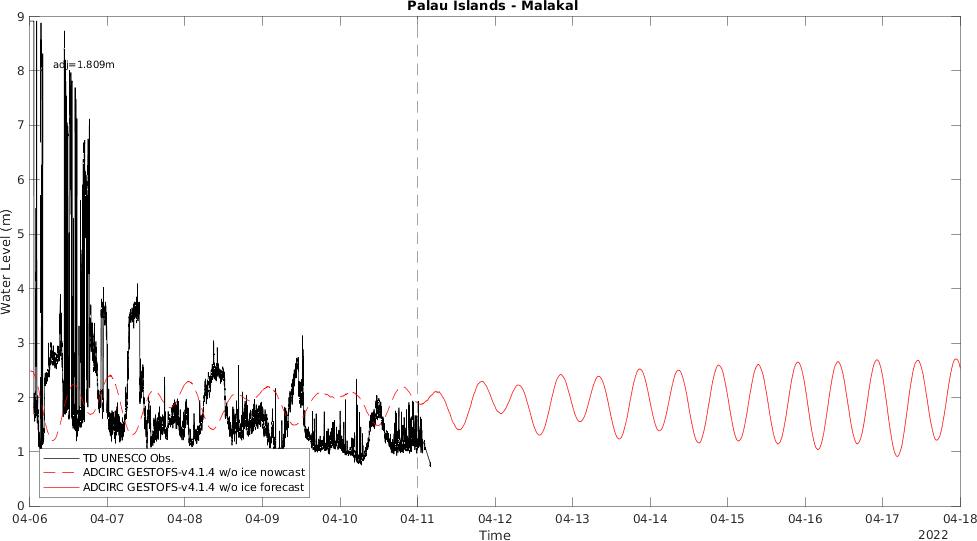 Palau Islands - Malakal
9
8
7
6
5
4
3
2
1
0
Water Level (m)
adj=1.809m
TD UNESCO Obs.
ADCIRC GESTOFS-v4.1.4 w/o ice nowcast
ADCIRC GESTOFS-v4.1.4 w/o ice forecast
04-06 04-07 04-08 04-09 04-10 04-11 04-12 04-13 04-14 04-15 04-16 04-17 04-18
Time
2022